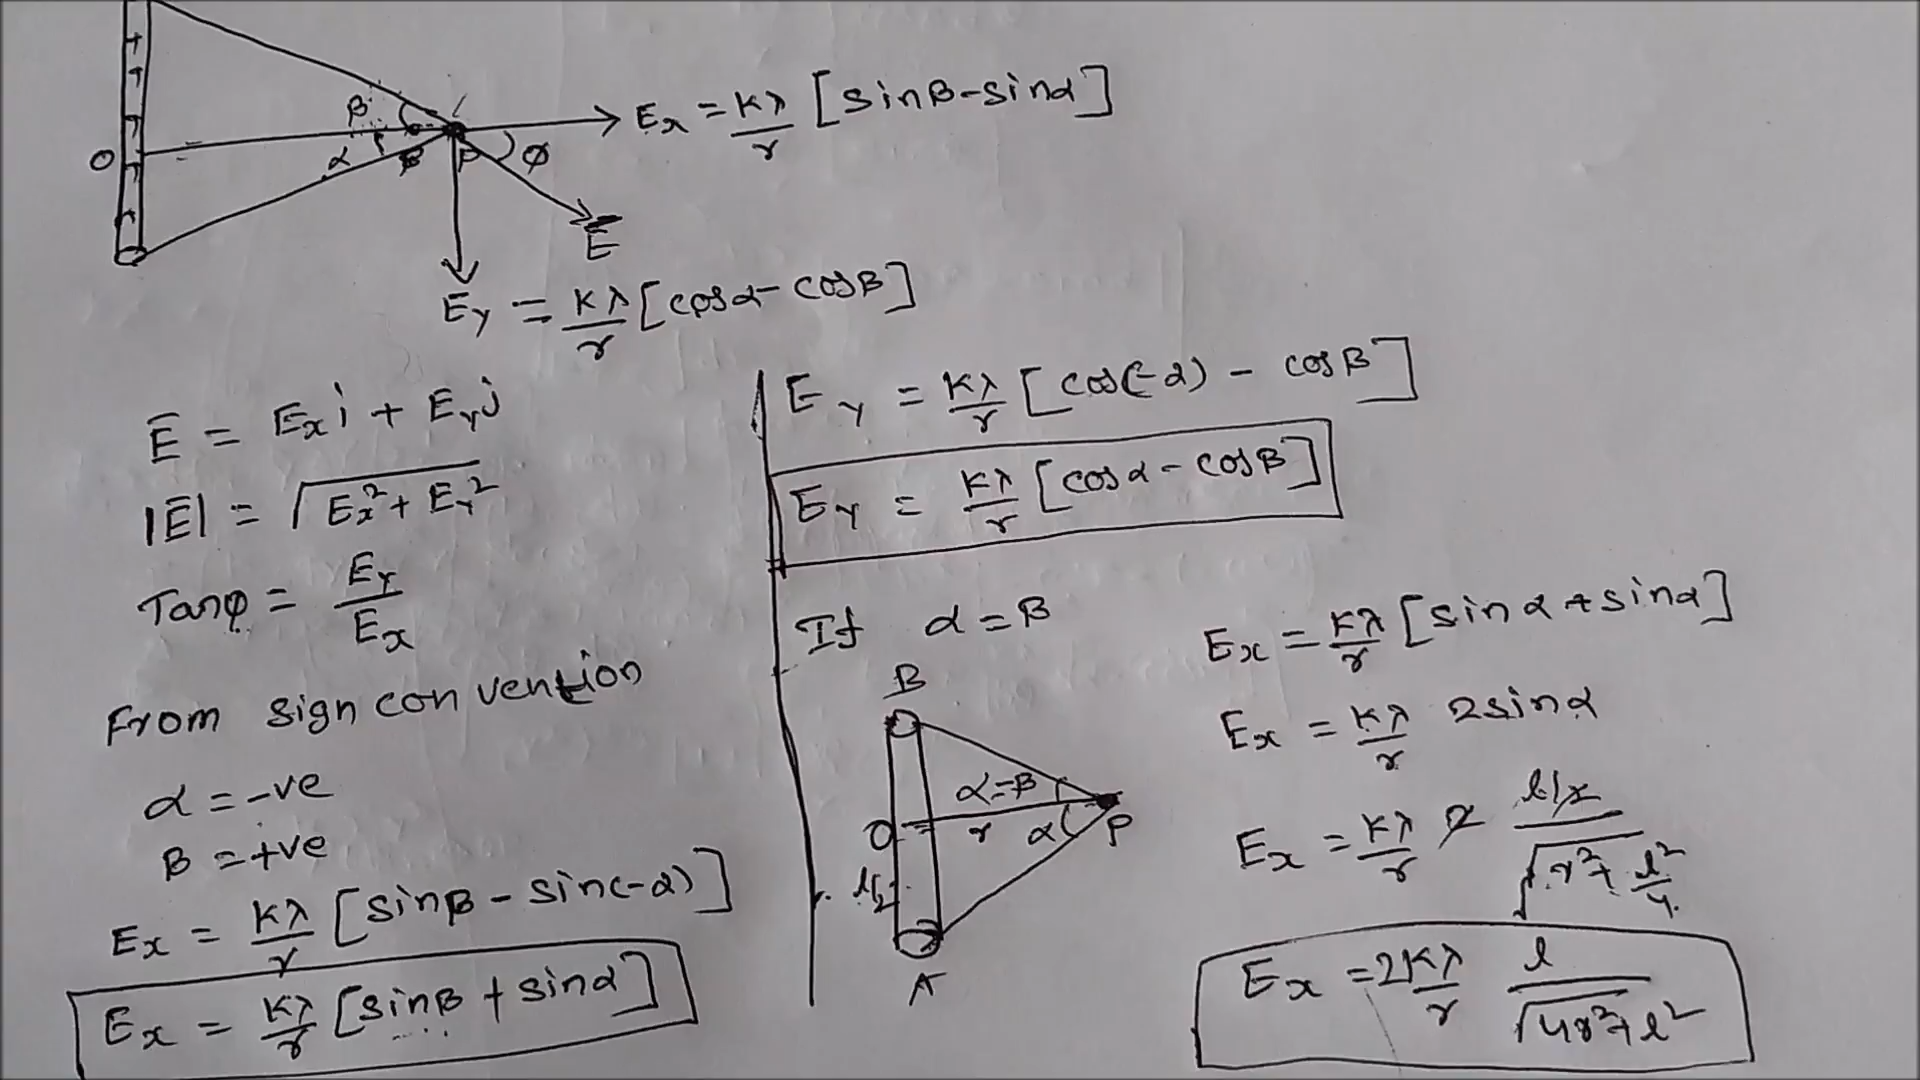 β
Ex = Kλ/r [sinβ-sinα]
O
α
P
φ
E
Ey = Kλ/r [cosα-cosβ]
E = Exi + Eyj
|E| = √Ex²+Ey²
Tanφ = Ey/Ex
From sign convention
α = -ve
β = +ve
Ex = Kλ/r [sinβ - sin(-α)]
Ex = Kλ/r [sinβ + sinα]
Ey = Kλ/r [cos(-α) - cosβ]
Ey = Kλ/r [cosα - cosβ]
If α=β
B
α=β
O
r
α
P
l/2
A
Ex = Kλ/r [sinα+sinα]
Ex = Kλ/r 2sinα
Ex = Kλ/r 2 l/2/√r²+l²/4
Ex = 2Kλ/r l/√4r²+l²